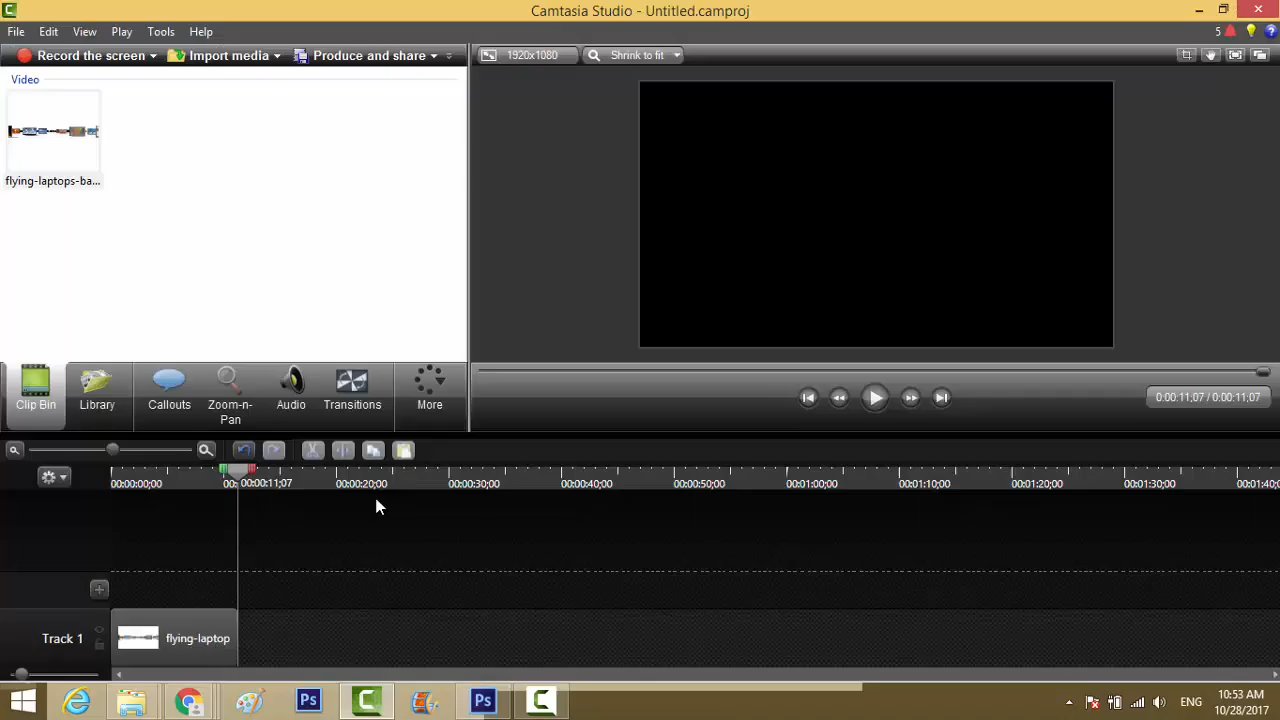 Camtasia Studio - Untitled.camproj
File Edit View Play Tools Help
5
Record the screen Import media Produce and share
1920x1080 Shrink to fit
Video
flying-laptops-ba...
Clip Bin Library Callouts Zoom-n-Pan Audio Transitions More
0:00:11;07 / 0:00:11;07
00:00:00;00 00:00:11;07 00:00:20;00 00:00:30;00 00:00:40;00 00:00:50;00 00:01:00;00 00:01:10;00 00:01:20;00 00:01:30;00 00:01:40;0
Track 1 flying-laptop
Ps Ps
ENG
10:53 AM
10/28/2017